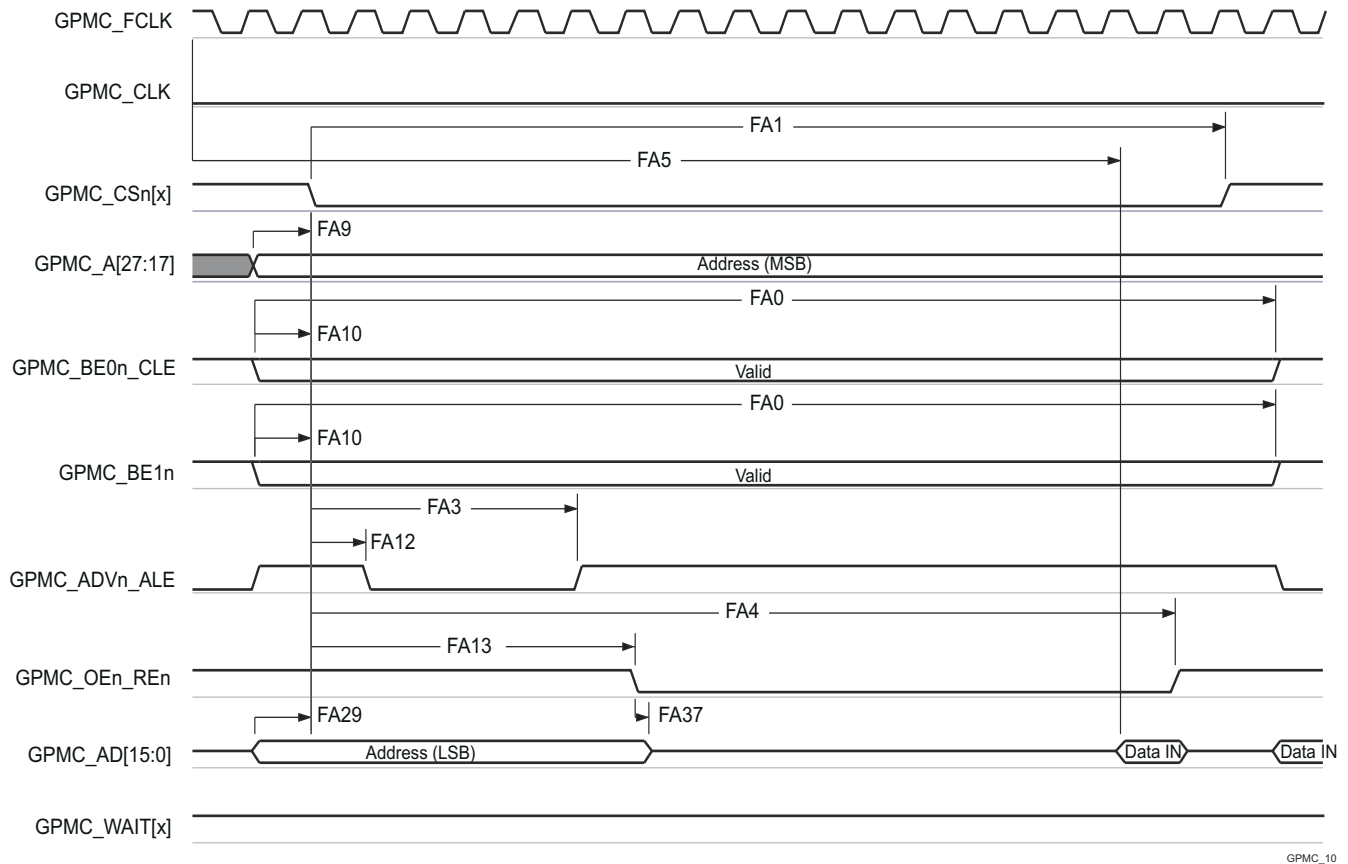 GPMC_FCLK
GPMC_CLK
FA1
FA5
GPMC_CSn[x]
FA9
GPMC_A[27:17]
Address (MSB)
FA0
FA10
GPMC_BE0n_CLE
Valid
FA0
FA10
GPMC_BE1n
Valid
FA3
FA12
GPMC_ADVn_ALE
FA4
FA13
GPMC_OEn_REn
FA29
FA37
GPMC_AD[15:0]
Address (LSB)
Data IN
Data IN
GPMC_WAIT[x]
GPMC_10